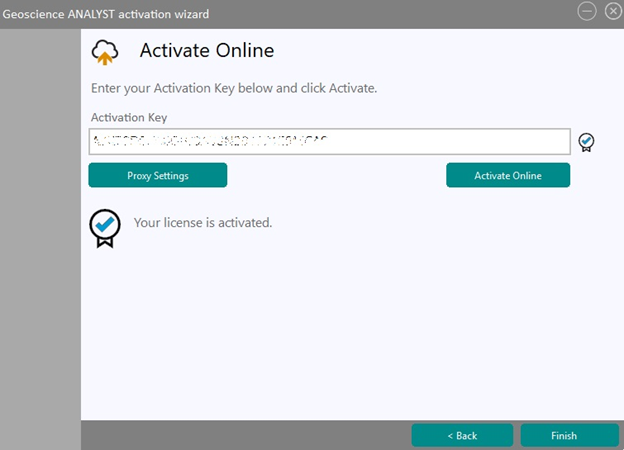 Geoscience ANALYST activation wizard
Activate Online
Enter your Activation Key below and click Activate.
Activation Key
Proxy Settings
Activate Online
Your license is activated.
< Back
Finish